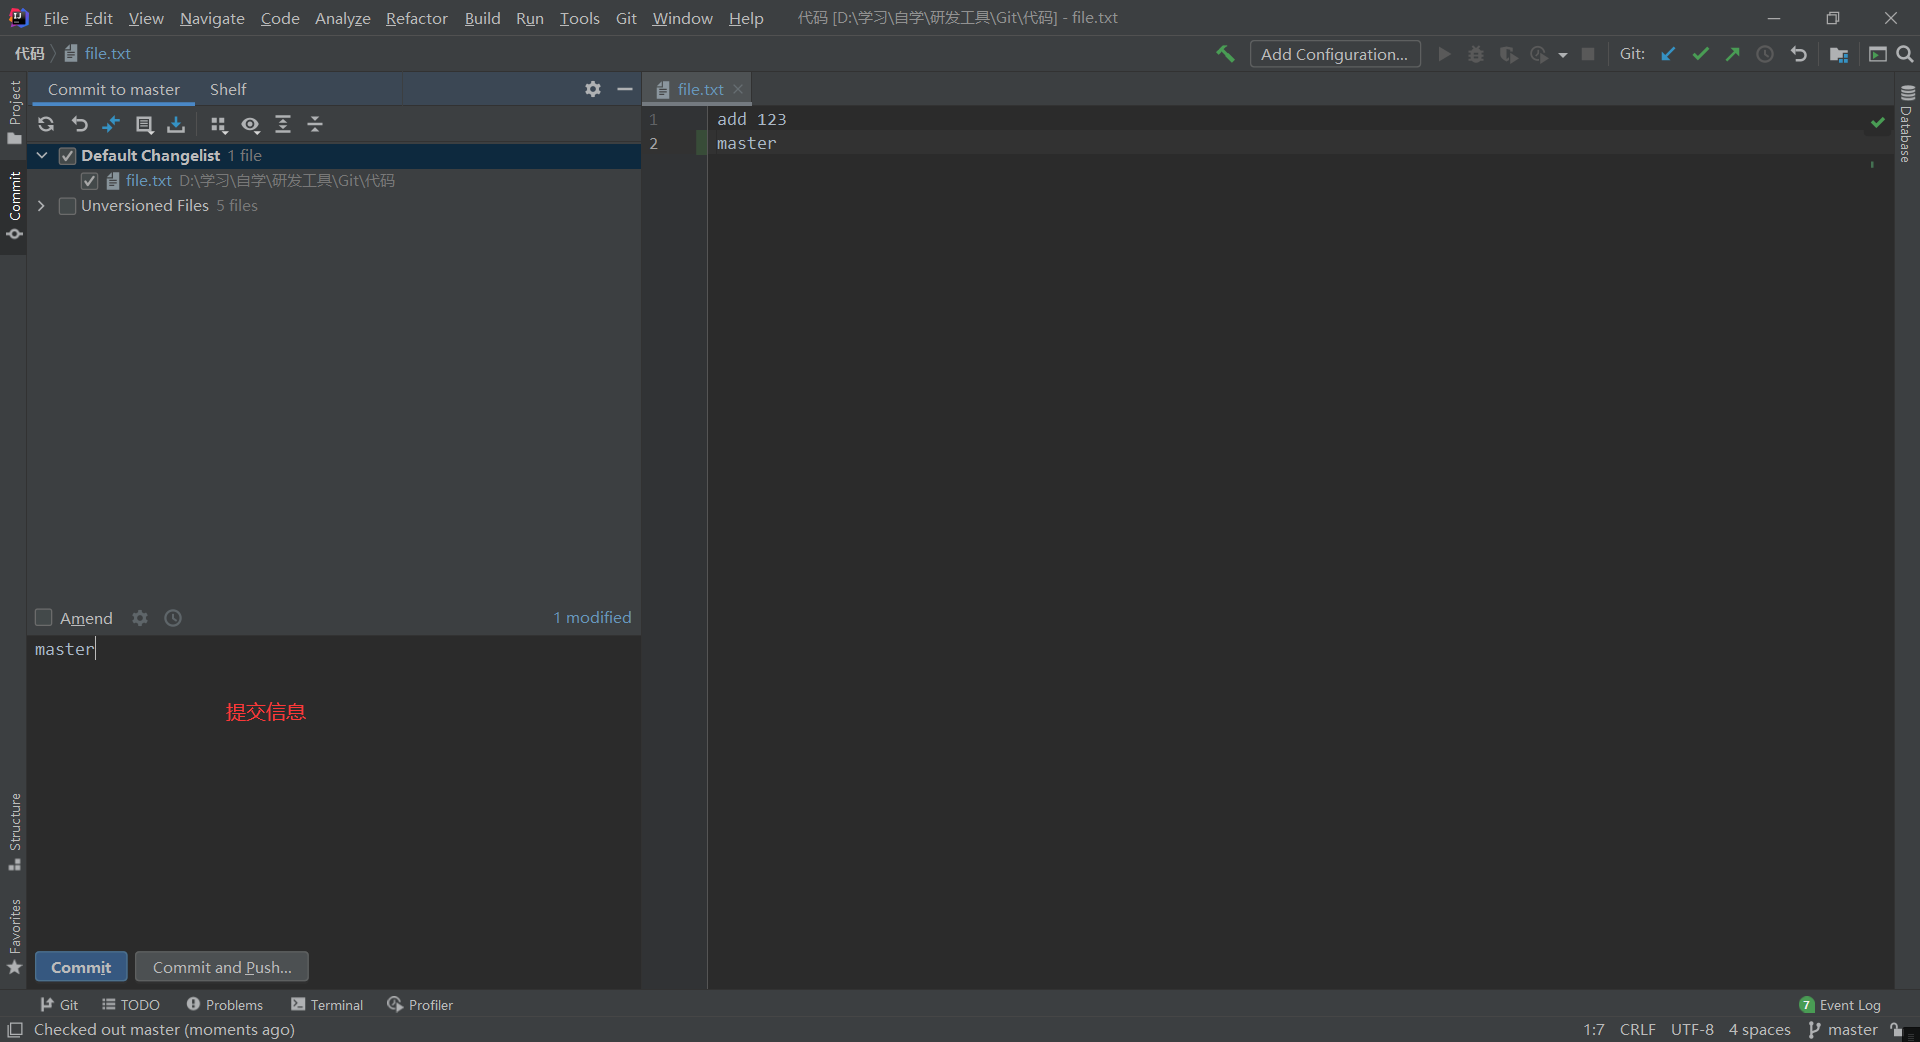 File Edit View Navigate Code Analyze Refactor Build Run Tools Git Window Help 代码 [D:\学习\自学\研发工具\Git\代码] - file.txt
代码 file.txt Add Configuration... Git:
Project
Commit
Structure
Favorites
Commit to master Shelf
Default Changelist 1 file
file.txt D:\学习\自学\研发工具\Git\代码
Unversioned Files 5 files
Amend 1 modified
master
提交信息
Commit Commit and Push...
file.txt
1 add 123
2 master
Database
Git TODO Problems Terminal Profiler 7 Event Log
Checked out master (moments ago) 1:7 CRLF UTF-8 4 spaces master